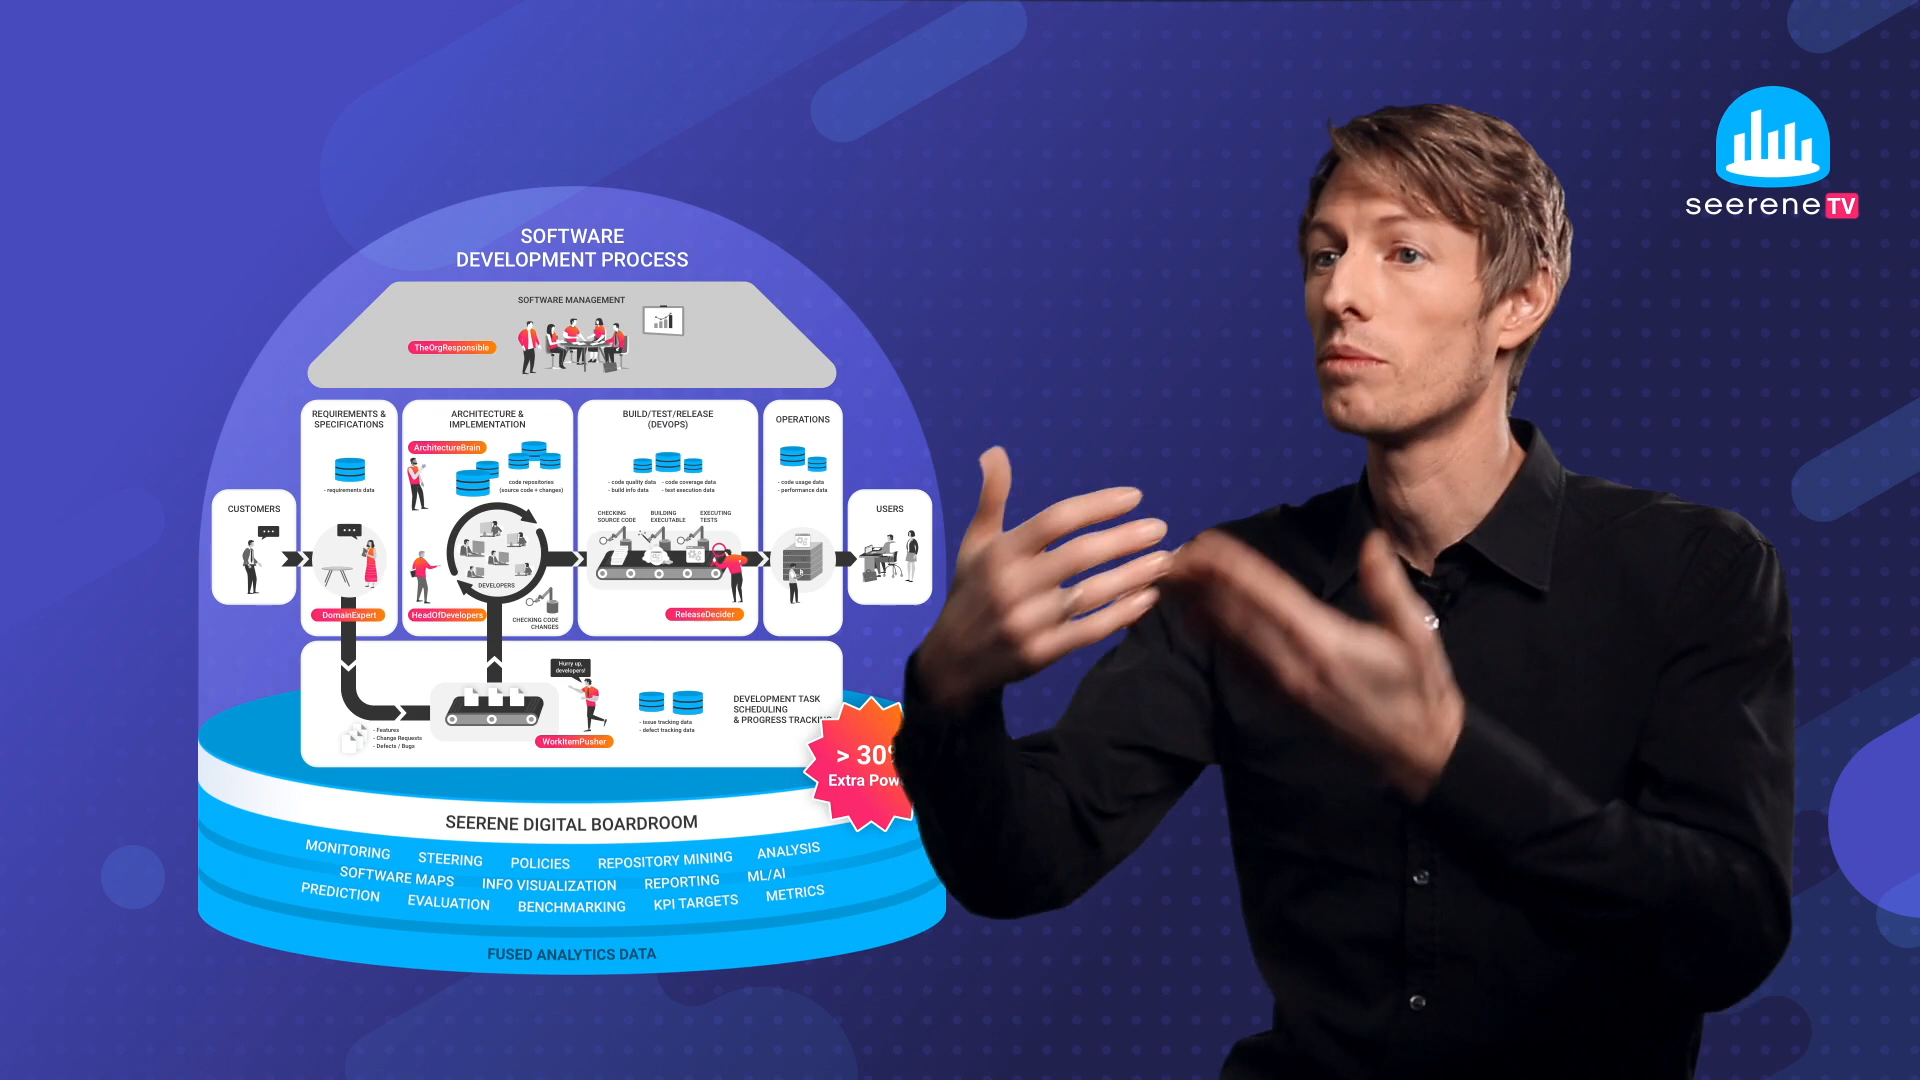 seerene TV
SOFTWARE
DEVELOPMENT PROCESS
SOFTWARE MANAGEMENT
TheOrgResponsible
REQUIREMENTS &
SPECIFICATIONS
- requirements data
DomainExpert
ARCHITECTURE &
IMPLEMENTATION
ArchitectureBrain
code repositories
(source code + changes)
DEVELOPERS
HeadOfDevelopers
CHECKING CODE
CHANGES
BUILD/TEST/RELEASE
(DEVOPS)
- code quality data - code coverage data
- build info data - test execution data
CHECKING
SOURCE CODE
BUILDING
EXECUTABLE
EXECUTING
TESTS
ReleaseDecider
OPERATIONS
- code usage data
- performance data
CUSTOMERS
USERS
Hurry up,
developers!
- Features
- Change Requests
- Defects / Bugs
WorkItemPusher
- issue tracking data
- defect tracking data
DEVELOPMENT TASK
SCHEDULING
& PROGRESS TRACKING
> 30%
Extra Pow
SEERENE DIGITAL BOARDROOM
MONITORING STEERING POLICIES REPOSITORY MINING ANALYSIS
SOFTWARE MAPS INFO VISUALIZATION REPORTING ML/AI
PREDICTION EVALUATION BENCHMARKING KPI TARGETS METRICS
FUSED ANALYTICS DATA